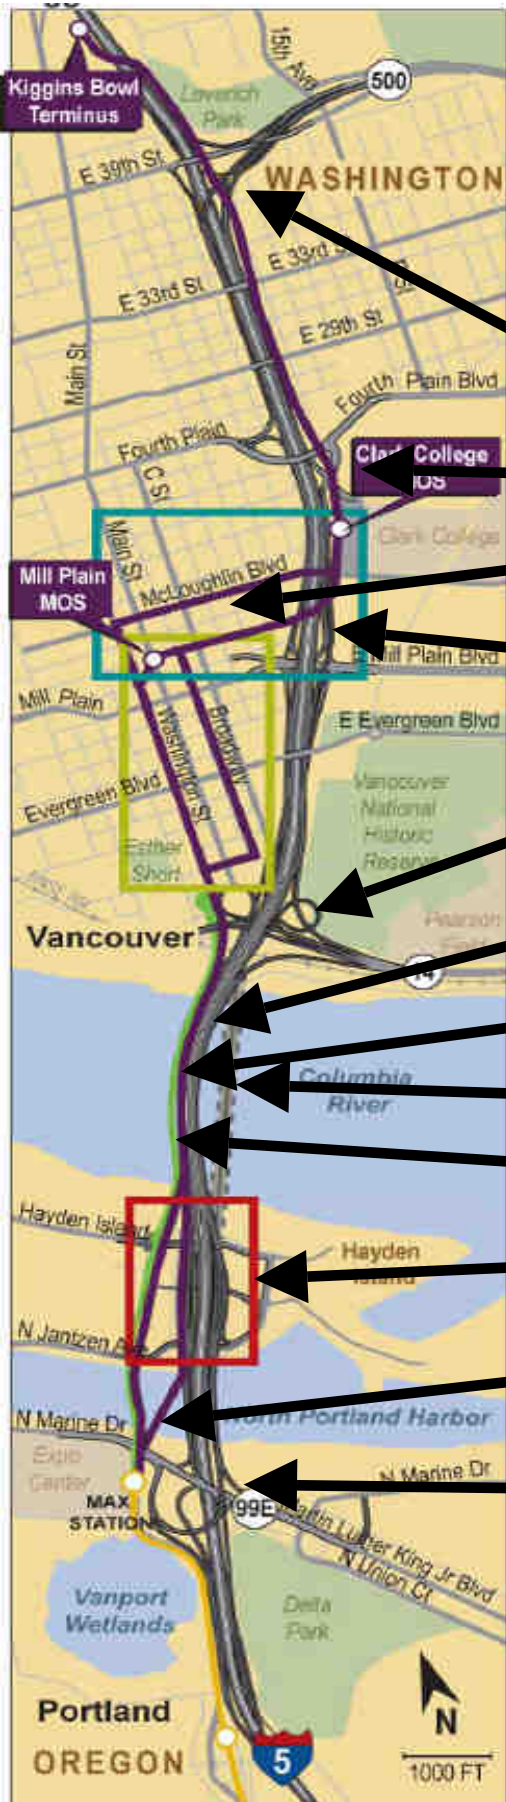 15th Ave
500
Kiggins Bowl
Terminus
Leverich
Park
E 39th St
WASHINGTON
E 33rd St
E 33rd St
E 29th St
Main St
Fourth Plain Blvd
Fourth Plain
Clark College
MOS
C St
Clark College
Main St
McLoughlin Blvd
Mill Plain
MOS
E Mill Plain Blvd
Mill Plain
E Evergreen Blvd
Washington St
Broadway
Evergreen Blvd
Vancouver
National
Historic
Reserve
Esther
Short
Pearson
Field
Vancouver
14
Columbia
River
Hayden Island
Hayden
Island
N Jantzen Ave
North Portland Harbor
N Marine Dr
Expo
Center
N Marine Dr
MAX
STATION
99E
Martin Luther King Jr Blvd
N Union Ct
Vanport
Wetlands
Delta
Park
Portland
OREGON
N
5
1000 FT